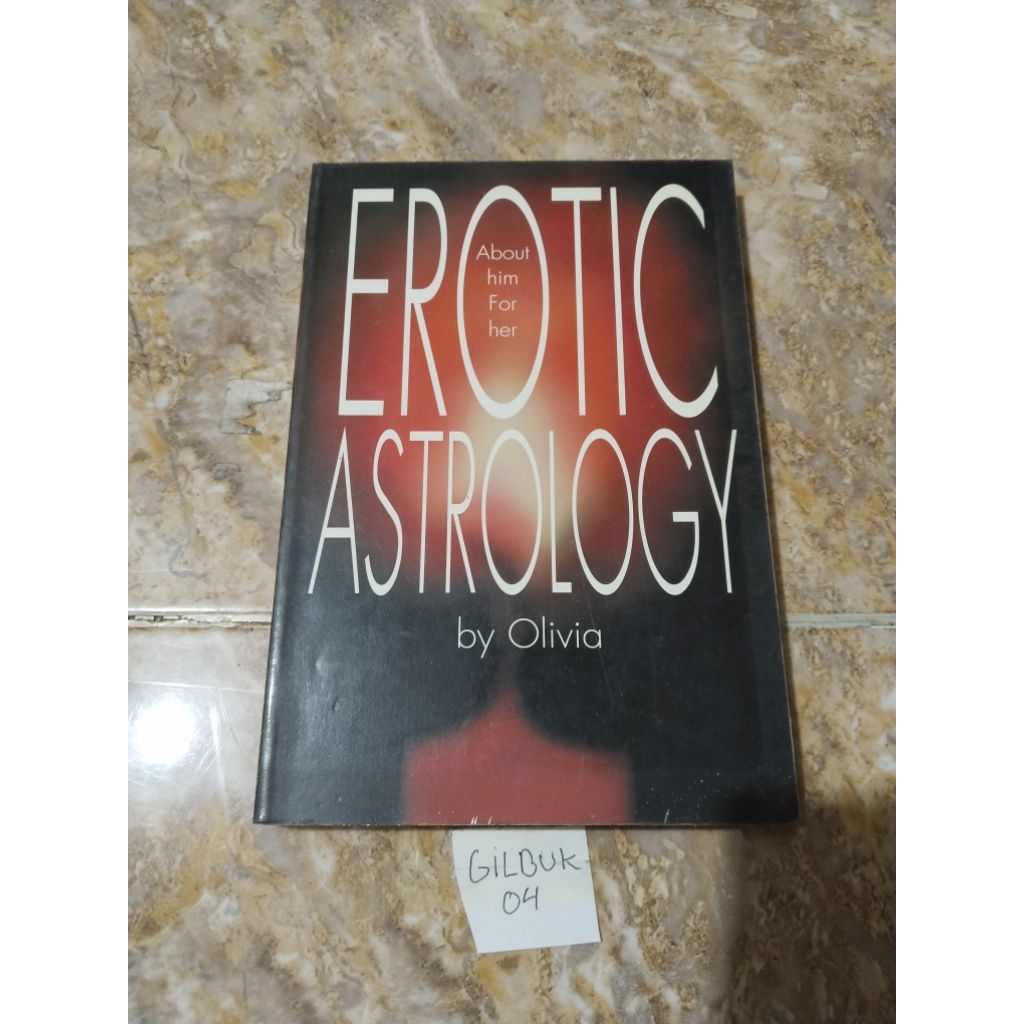 EROTIC
About
him
For
her
ASTROLOGY
by Olivia
GiLBUK
04